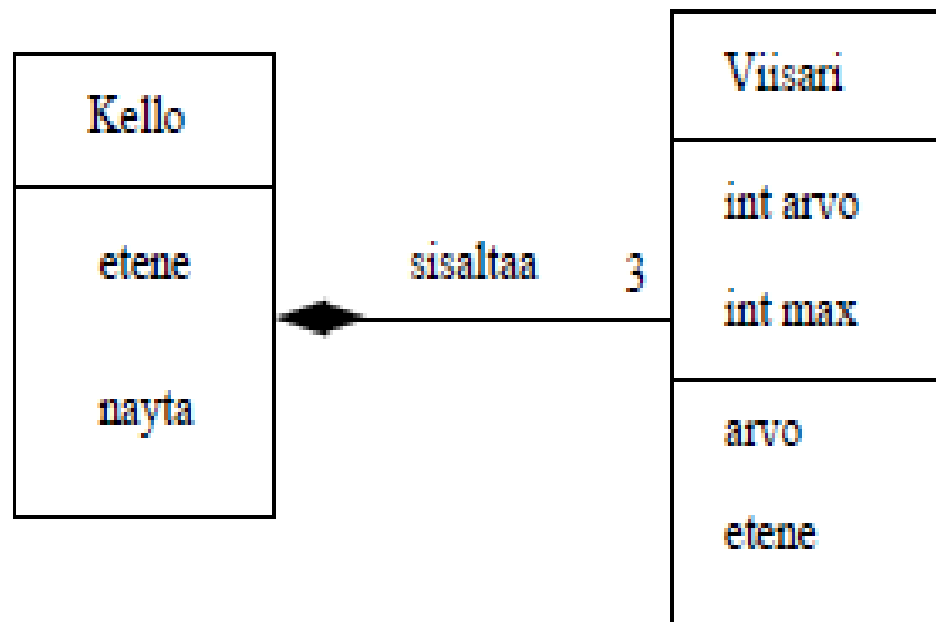 Kello
etene
nayta
sisaltaa
3
Viisari
int arvo
int max
arvo
etene